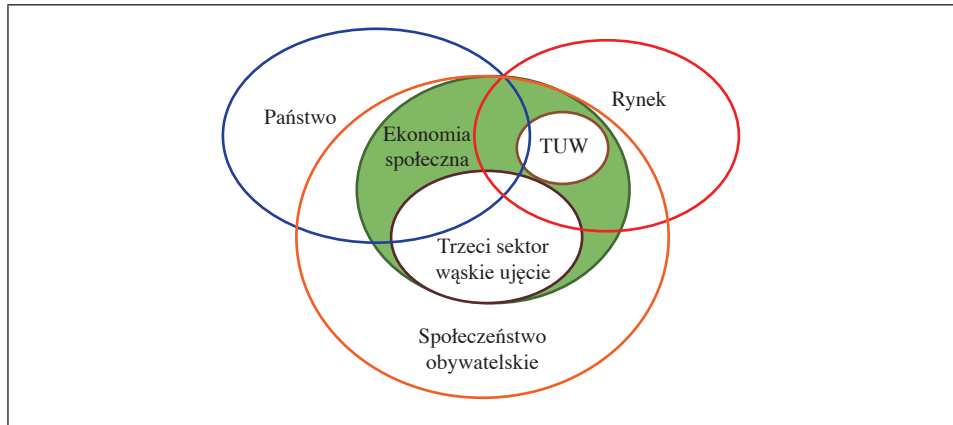 Państwo
Rynek
Ekonomia
społeczna
TUW
Trzeci sektor
wąskie ujęcie
Społeczeństwo
obywatelskie